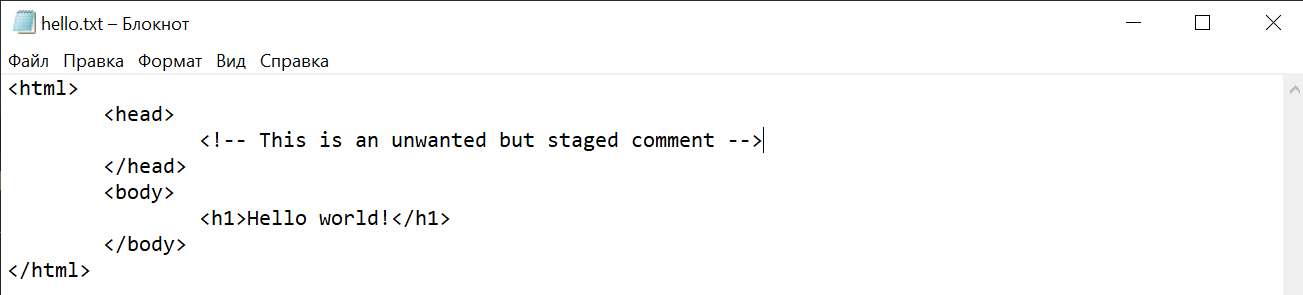 hello.txt – Блокнот
Файл Правка Формат Вид Справка
<html>
<head>
<!-- This is an unwanted but staged comment -->
</head>
<body>
<h1>Hello world!</h1>
</body>
</html>